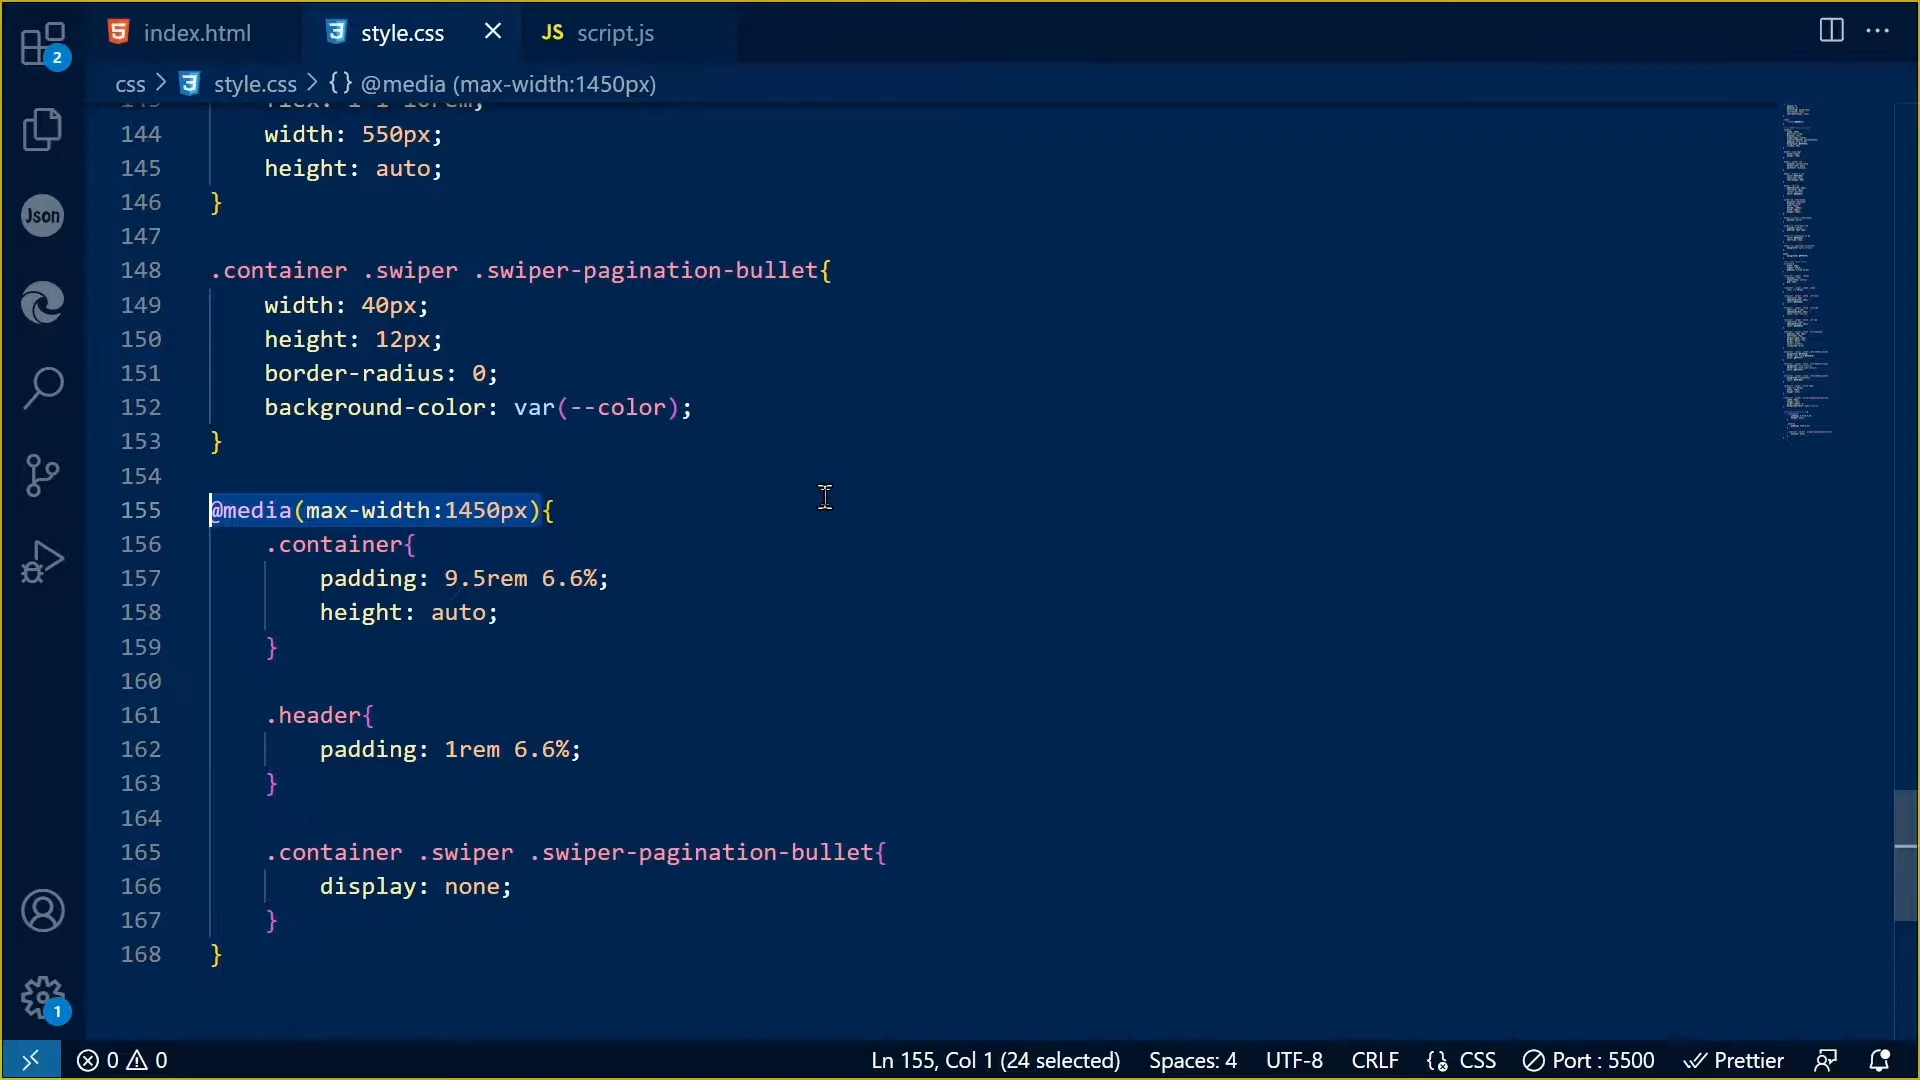 2
index.html
style.css
JS script.js
css > style.css > {} @media (max-width:1450px)
144 width: 550px;
145 height: auto;
146 }
147
148 .container .swiper .swiper-pagination-bullet{
149 width: 40px;
150 height: 12px;
151 border-radius: 0;
152 background-color: var(--color);
153 }
154
155 @media(max-width:1450px){
156 .container{
157 padding: 9.5rem 6.6%;
158 height: auto;
159 }
160
161 .header{
162 padding: 1rem 6.6%;
163 }
164
165 .container .swiper .swiper-pagination-bullet{
166 display: none;
167 }
168 }
Json
1
0 0
Ln 155, Col 1 (24 selected)
Spaces: 4
UTF-8
CRLF
{} CSS
Port : 5500
Prettier